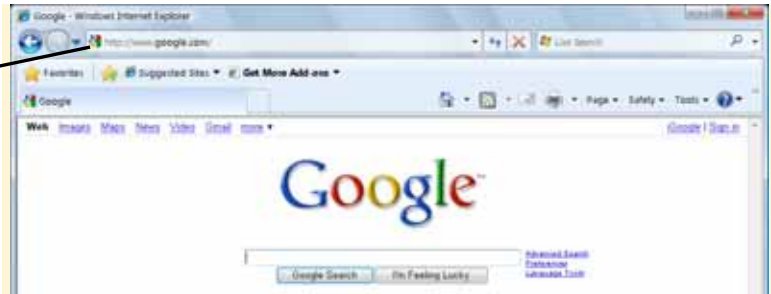 Google - Windows Internet Explorer
http://www.google.com/
Live Search
Favorites Suggested Sites Get More Add-ons
Google
Page Safety Tools
Web Images Maps News Video Gmail more
iGoogle | Sign in
Google
Advanced Search
Preferences
Language Tools
Google Search I'm Feeling Lucky